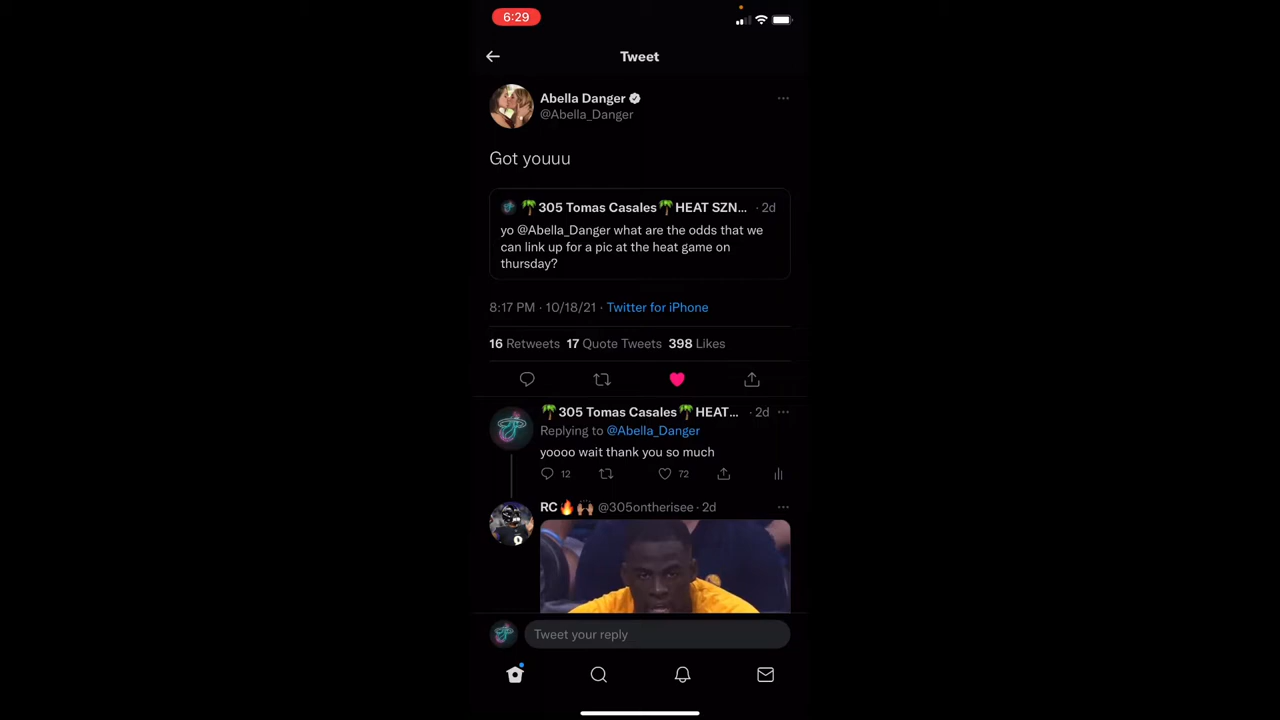 6:29
Tweet
Abella Danger
@Abella_Danger
Got youuu
🌴305 Tomas Casales🌴HEAT SZN... · 2d
yo @Abella_Danger what are the odds that we
can link up for a pic at the heat game on
thursday?
8:17 PM · 10/18/21 · Twitter for iPhone
16 Retweets 17 Quote Tweets 398 Likes
🌴305 Tomas Casales🌴HEAT... · 2d
Replying to @Abella_Danger
yoooo wait thank you so much
12 72
RC🔥🙌🏽 @305ontherisee · 2d
Tweet your reply